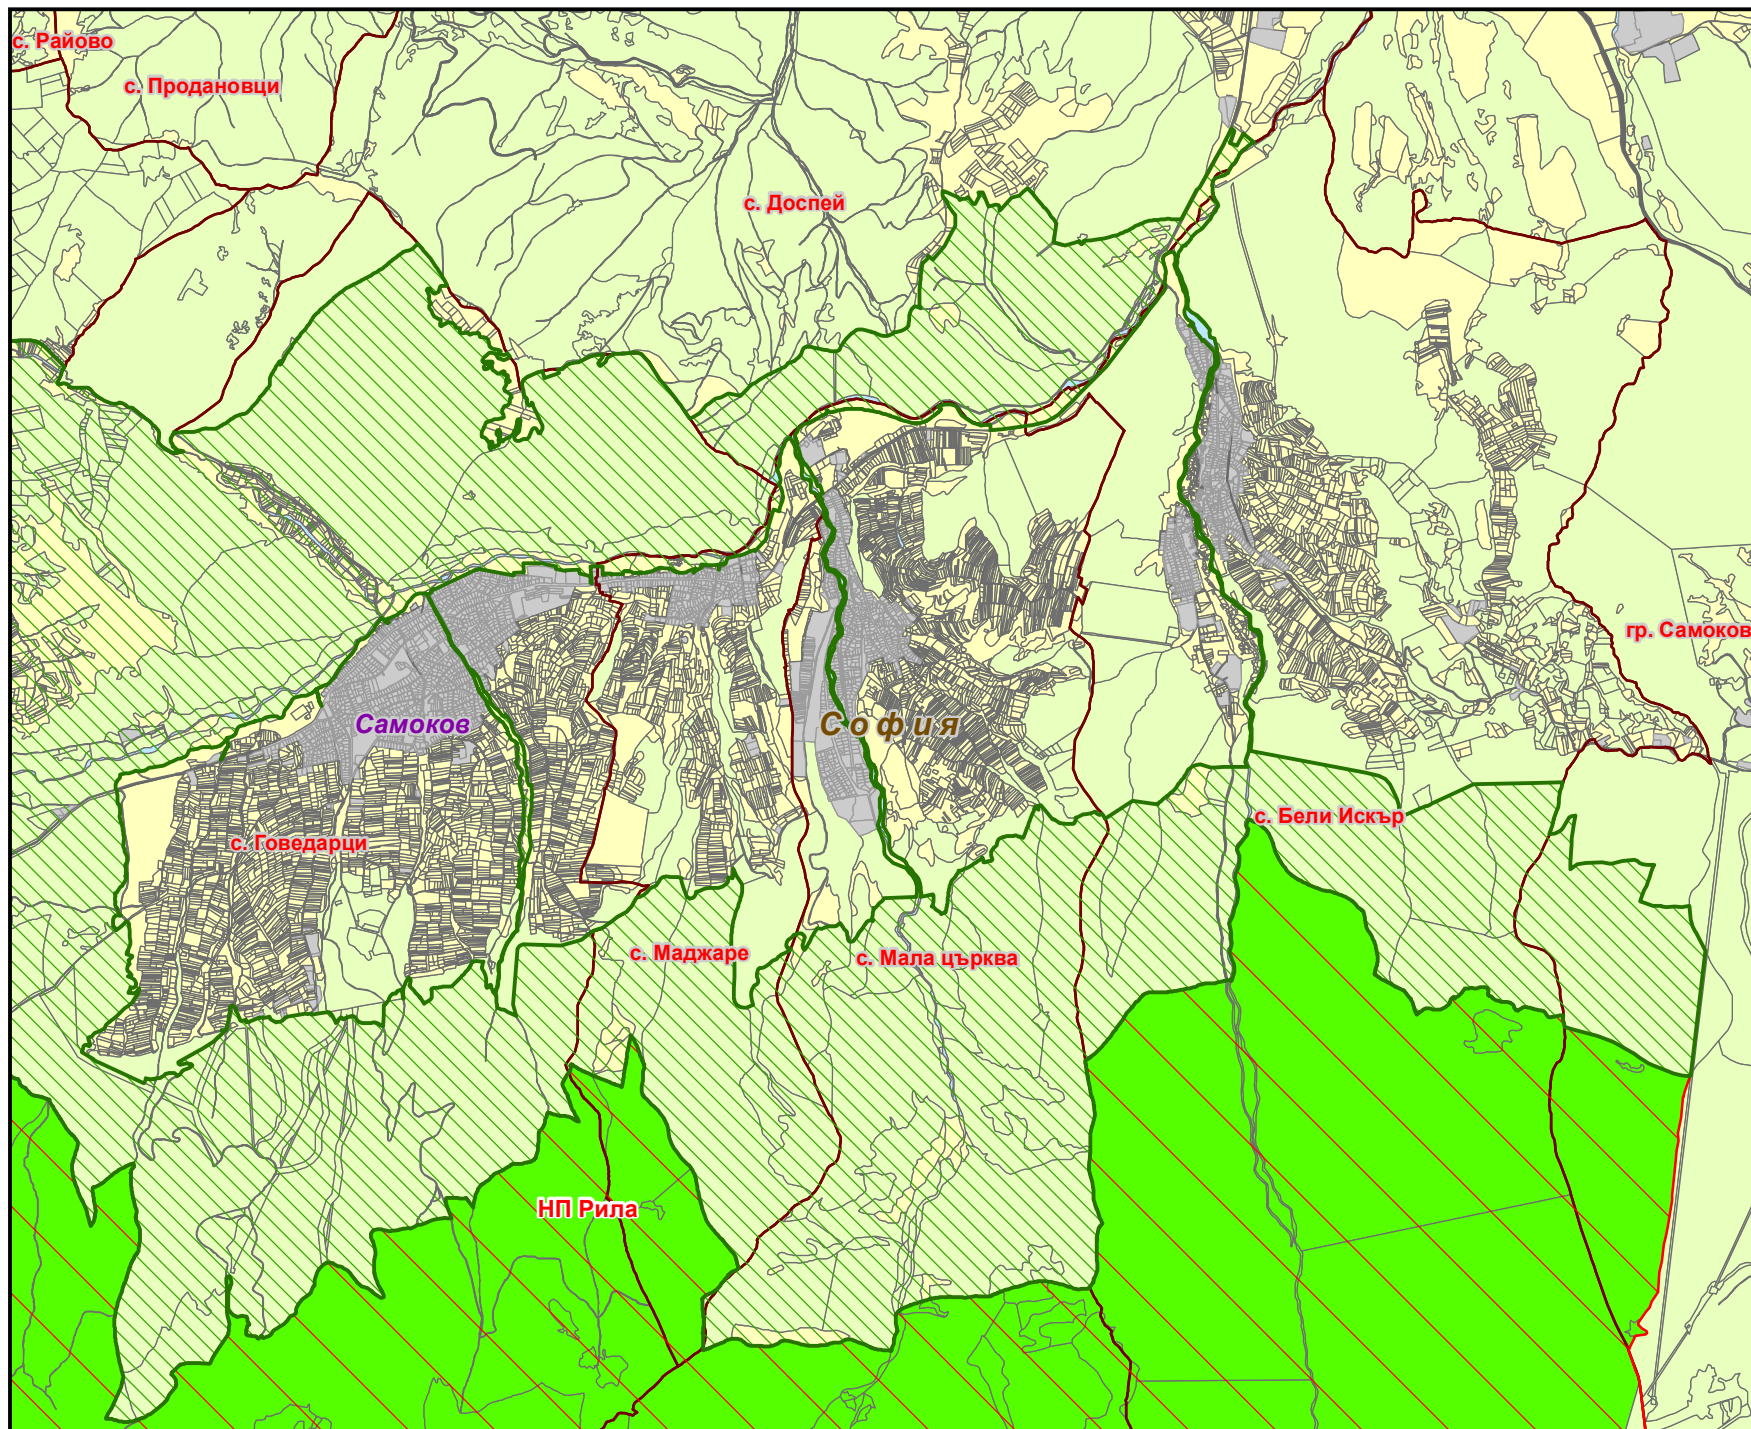 с. Райово
с. Продановци
с. Доспей
гр. Самоков
Самоков
София
с. Бели Искър
с. Говедарци
с. Маджаре
с. Мала църква
НП Рила